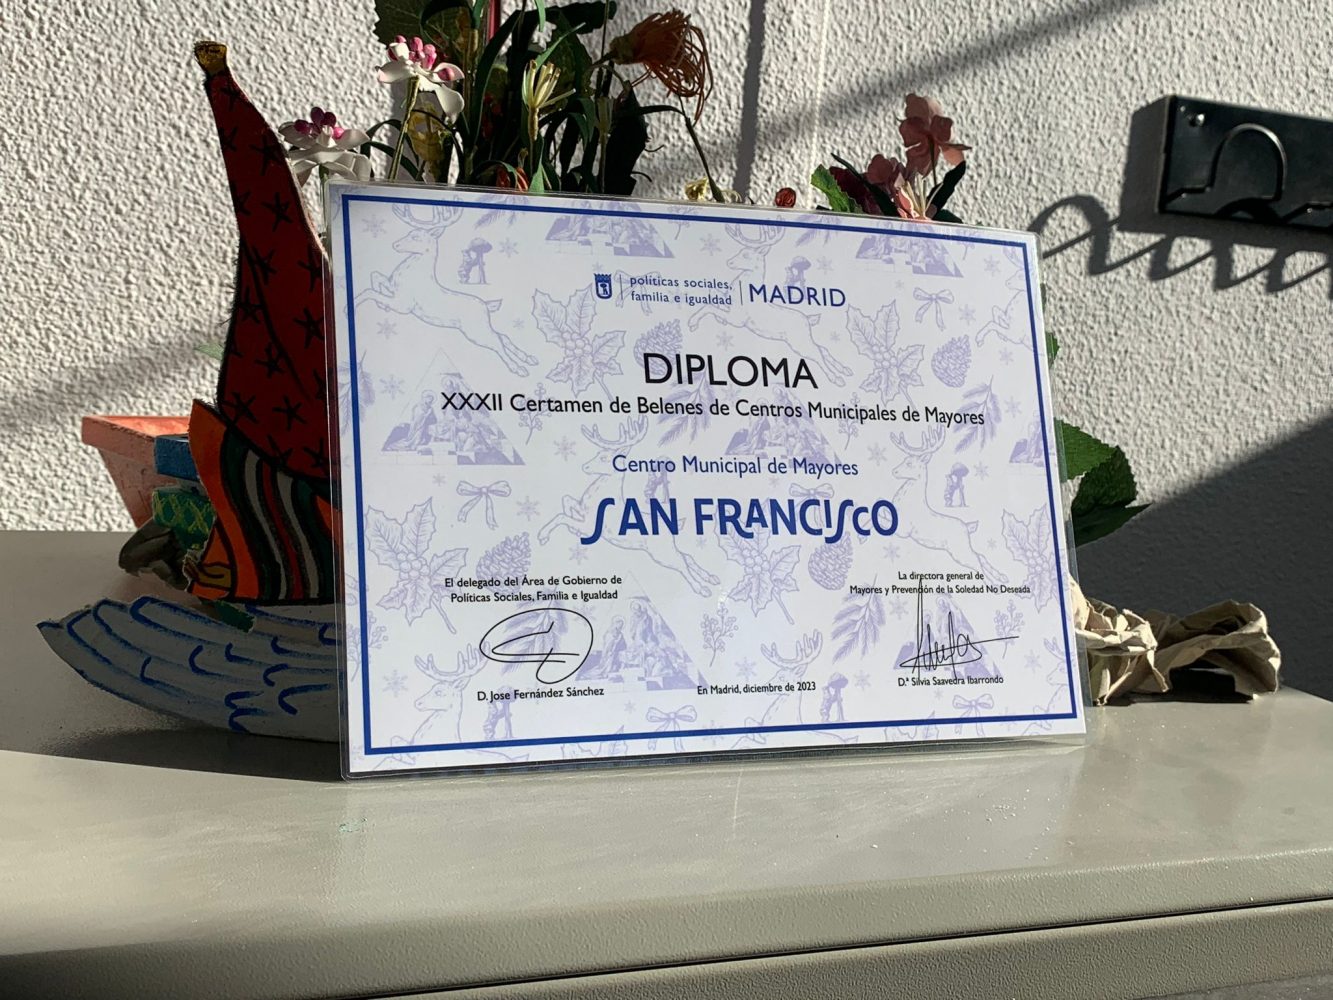 políticas sociales,
familia e igualdad
MADRID
DIPLOMA
XXXII Certamen de Belenes de Centros Municipales de Mayores
Centro Municipal de Mayores
SAN FRANCISCO
El delegado del Área de Gobierno de
Políticas Sociales, Familia e Igualdad
D. Jose Fernández Sánchez
En Madrid, diciembre de 2023
La directora general de
Mayores y Prevención de la Soledad No Deseada
D.ª Silvia Saavedra Ibarrondo